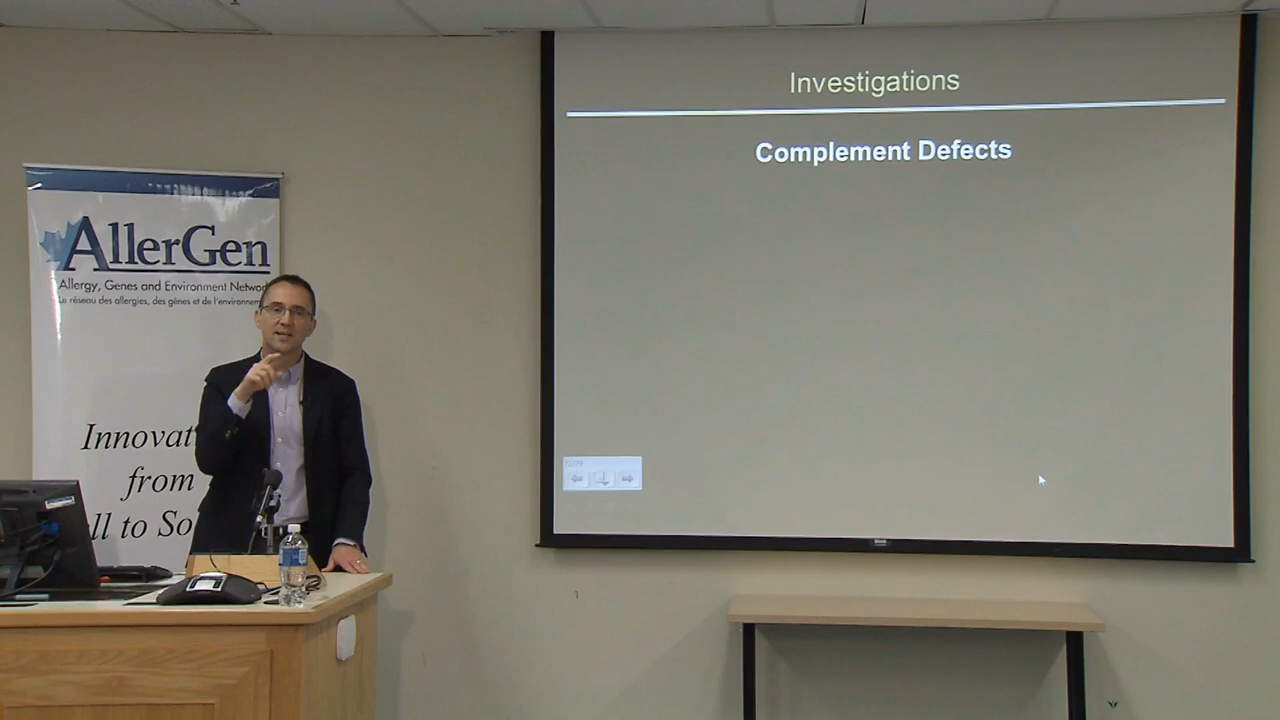 Investigations
Complement Defects
AllerGen
Allergy, Genes and Environment Network
Le réseau des allergies, des gènes et de l'environnement
Innovat
from
ll to So